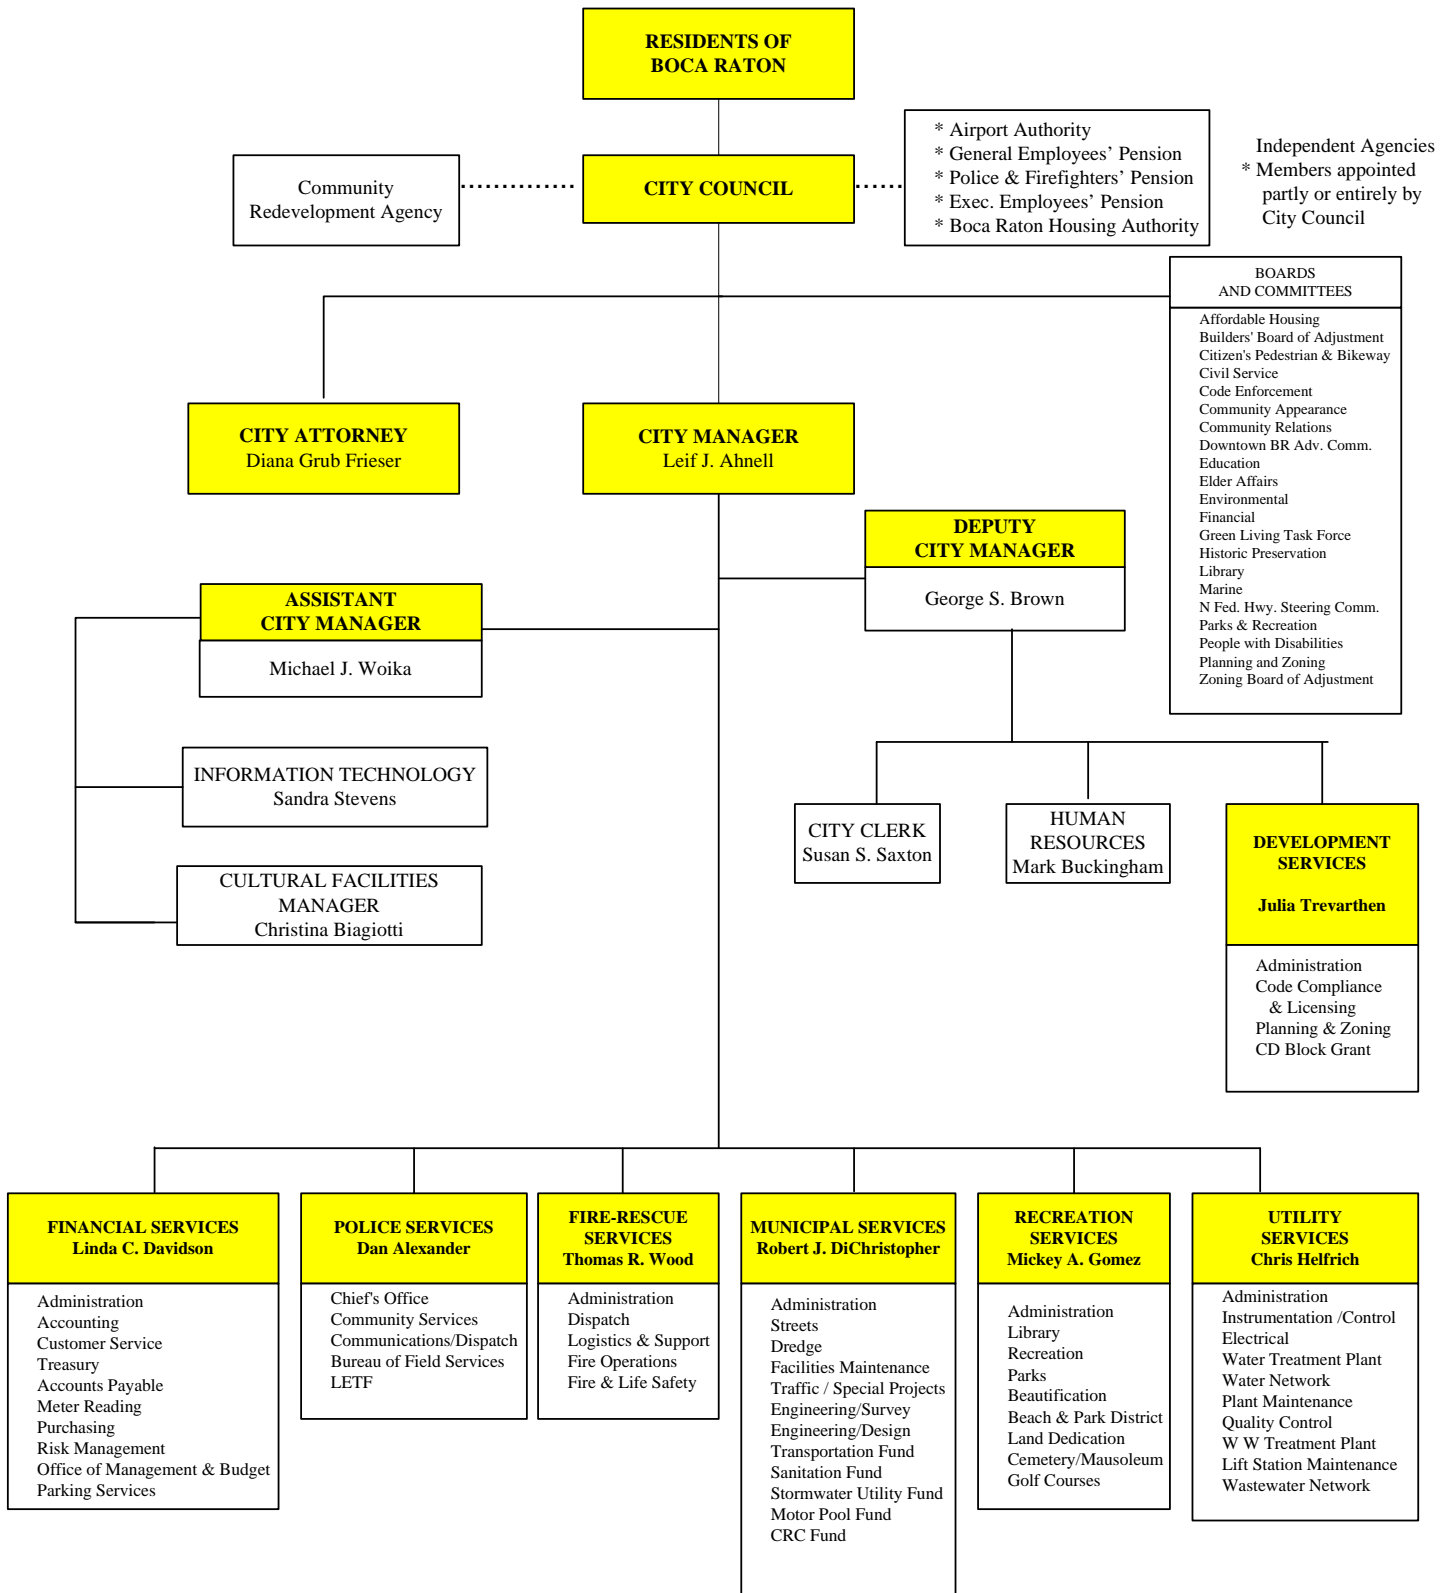 RESIDENTS OF
BOCA RATON
Community
Redevelopment Agency
CITY COUNCIL
* Airport Authority
* General Employees' Pension
* Police & Firefighters' Pension
* Exec. Employees' Pension
* Boca Raton Housing Authority
Independent Agencies
* Members appointed
partly or entirely by
City Council
BOARDS
AND COMMITTEES
Affordable Housing
Builders' Board of Adjustment
Citizen's Pedestrian & Bikeway
Civil Service
Code Enforcement
Community Appearance
Community Relations
Downtown BR Adv. Comm.
Education
Elder Affairs
Environmental
Financial
Green Living Task Force
Historic Preservation
Library
Marine
N Fed. Hwy. Steering Comm.
Parks & Recreation
People with Disabilities
Planning and Zoning
Zoning Board of Adjustment
CITY ATTORNEY
Diana Grub Frieser
CITY MANAGER
Leif J. Ahnell
DEPUTY
CITY MANAGER
George S. Brown
ASSISTANT
CITY MANAGER
Michael J. Woika
INFORMATION TECHNOLOGY
Sandra Stevens
CULTURAL FACILITIES
MANAGER
Christina Biagiotti
CITY CLERK
Susan S. Saxton
HUMAN
RESOURCES
Mark Buckingham
DEVELOPMENT
SERVICES
Julia Trevarthen
Administration
Code Compliance
& Licensing
Planning & Zoning
CD Block Grant
FINANCIAL SERVICES
Linda C. Davidson
Administration
Accounting
Customer Service
Treasury
Accounts Payable
Meter Reading
Purchasing
Risk Management
Office of Management & Budget
Parking Services
POLICE SERVICES
Dan Alexander
Chief's Office
Community Services
Communications/Dispatch
Bureau of Field Services
LETF
FIRE-RESCUE
SERVICES
Thomas R. Wood
Administration
Dispatch
Logistics & Support
Fire Operations
Fire & Life Safety
MUNICIPAL SERVICES
Robert J. DiChristopher
Administration
Streets
Dredge
Facilities Maintenance
Traffic / Special Projects
Engineering/Survey
Engineering/Design
Transportation Fund
Sanitation Fund
Stormwater Utility Fund
Motor Pool Fund
CRC Fund
RECREATION
SERVICES
Mickey A. Gomez
Administration
Library
Recreation
Parks
Beautification
Beach & Park District
Land Dedication
Cemetery/Mausoleum
Golf Courses
UTILITY
SERVICES
Chris Helfrich
Administration
Instrumentation /Control
Electrical
Water Treatment Plant
Water Network
Plant Maintenance
Quality Control
W W Treatment Plant
Lift Station Maintenance
Wastewater Network